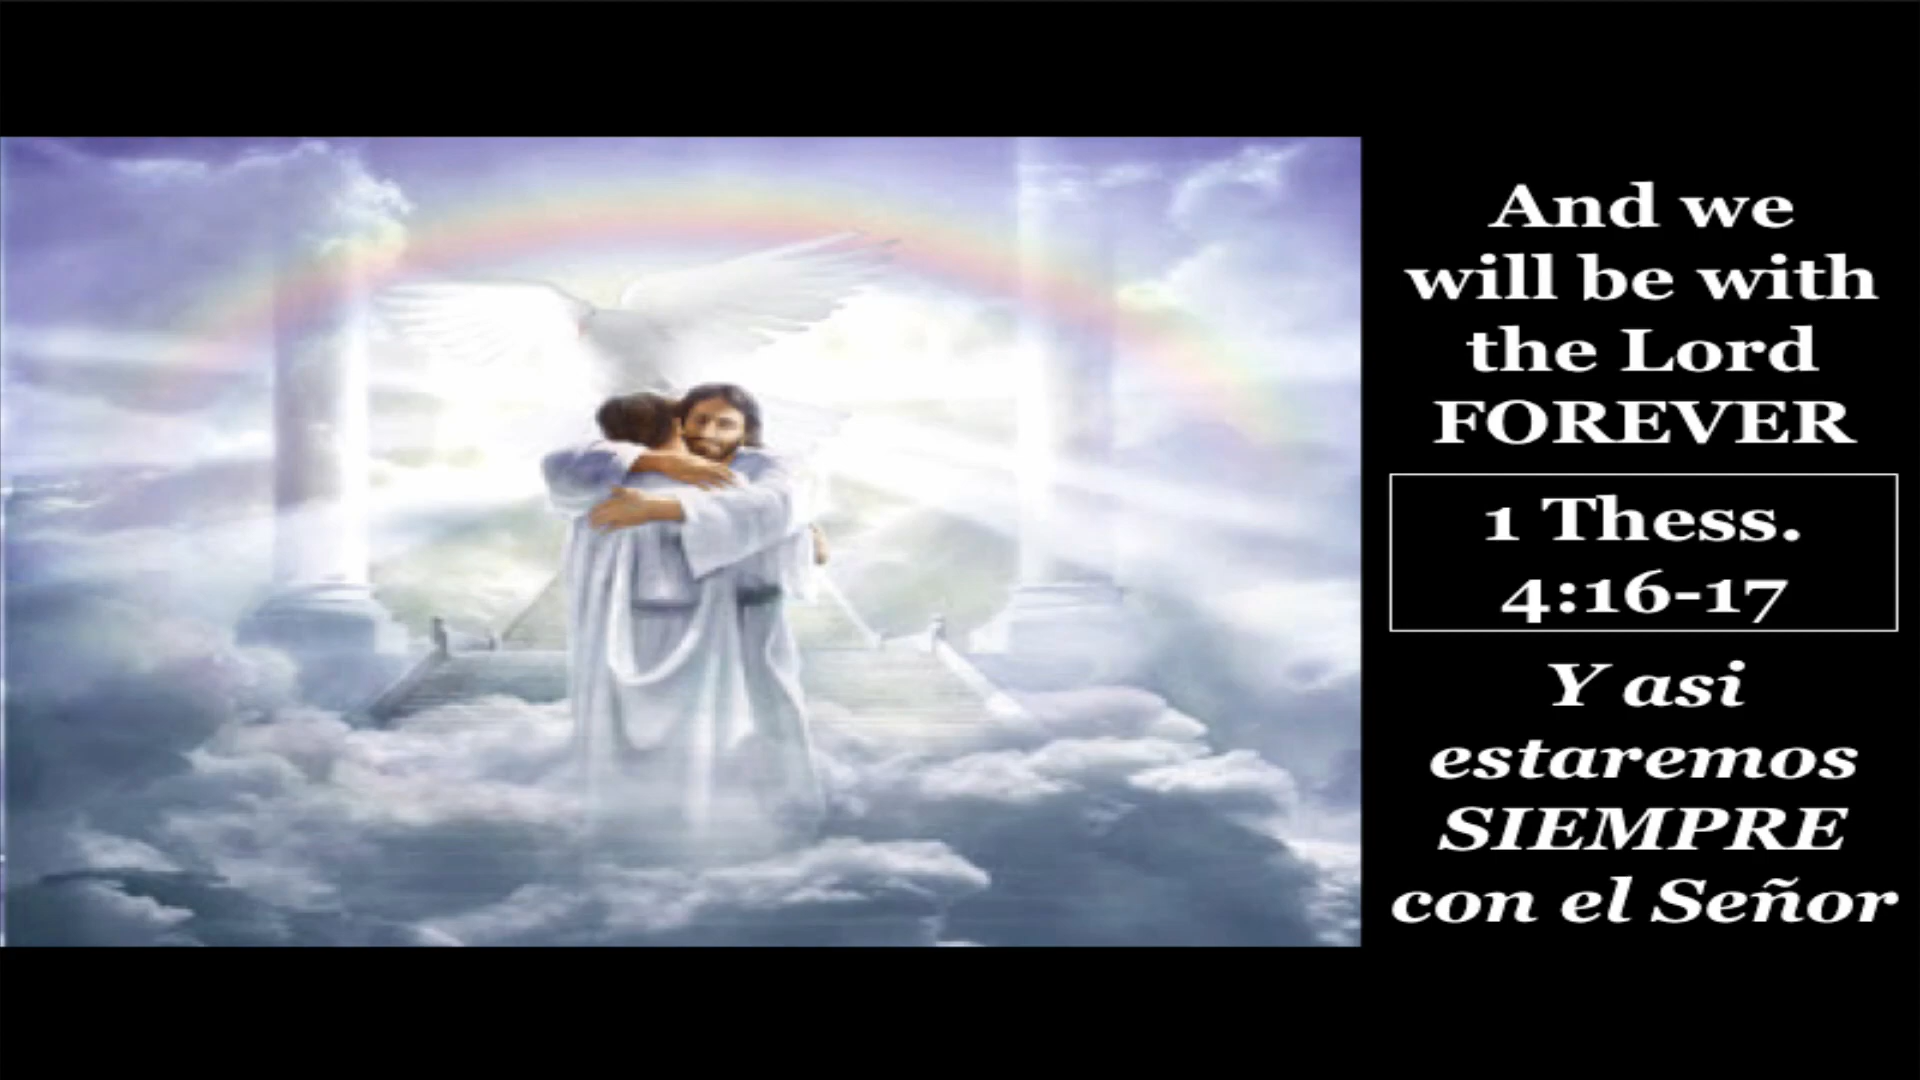 And we
will be with
the Lord
FOREVER
1 Thess.
4:16-17
Y asi
estaremos
SIEMPRE
con el Señor